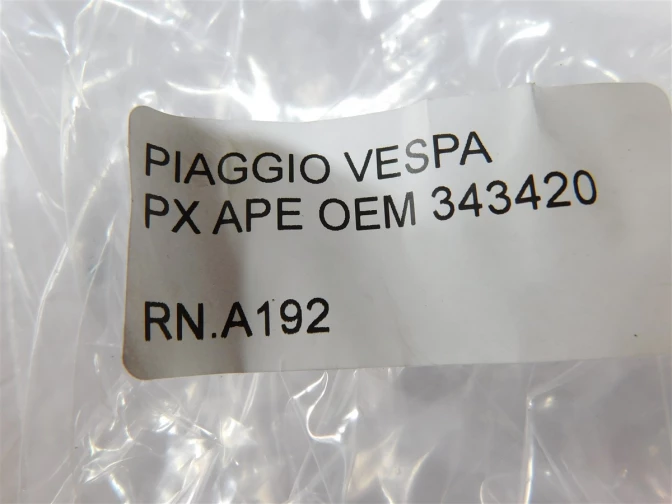 PIAGGIO VESPA
PX APE OEM 343420
RN.A192